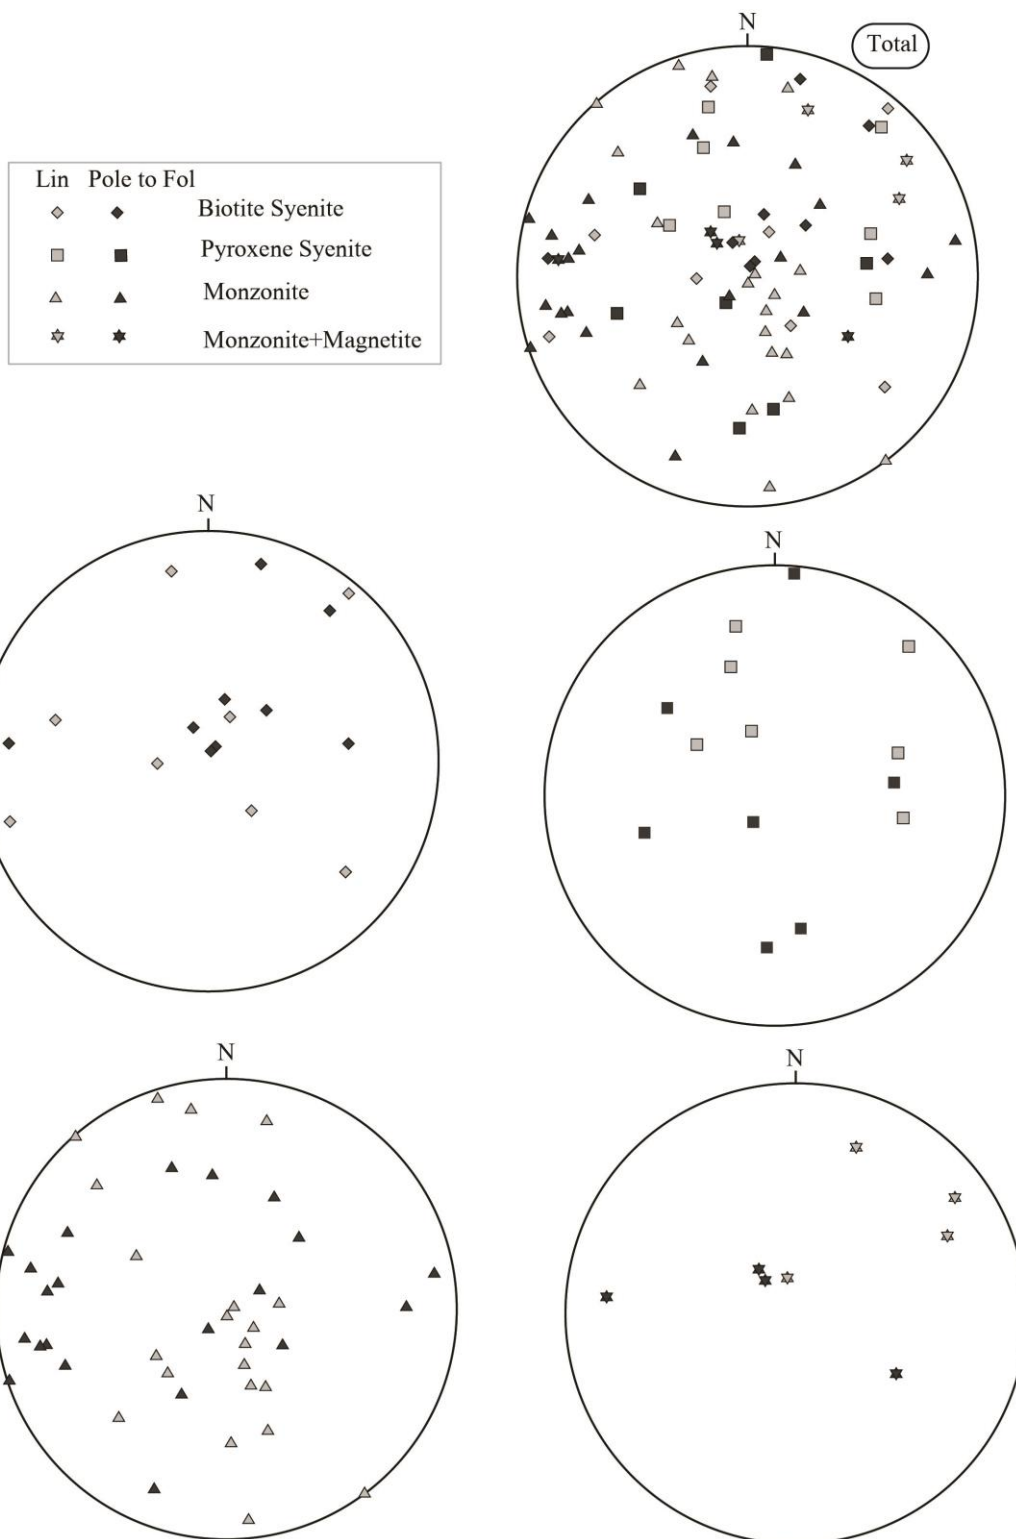 N
Total
Lin Pole to Fol
Biotite Syenite
Pyroxene Syenite
Monzonite
Monzonite+Magnetite
N
N
N
N